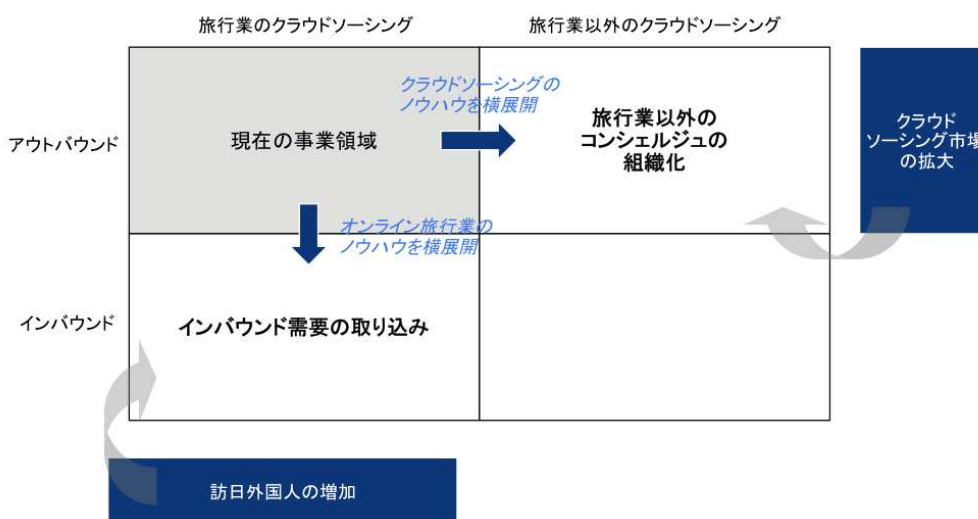 旅行業のクラウドソーシング
旅行業以外のクラウドソーシング
アウトバウンド
現在の事業領域
クラウドソーシングの
ノウハウを横展開
旅行業以外の
コンシェルジュの
組織化
クラウド
ソーシング市場
の拡大
オンライン旅行業の
ノウハウを横展開
インバウンド
インバウンド需要の取り込み
訪日外国人の増加